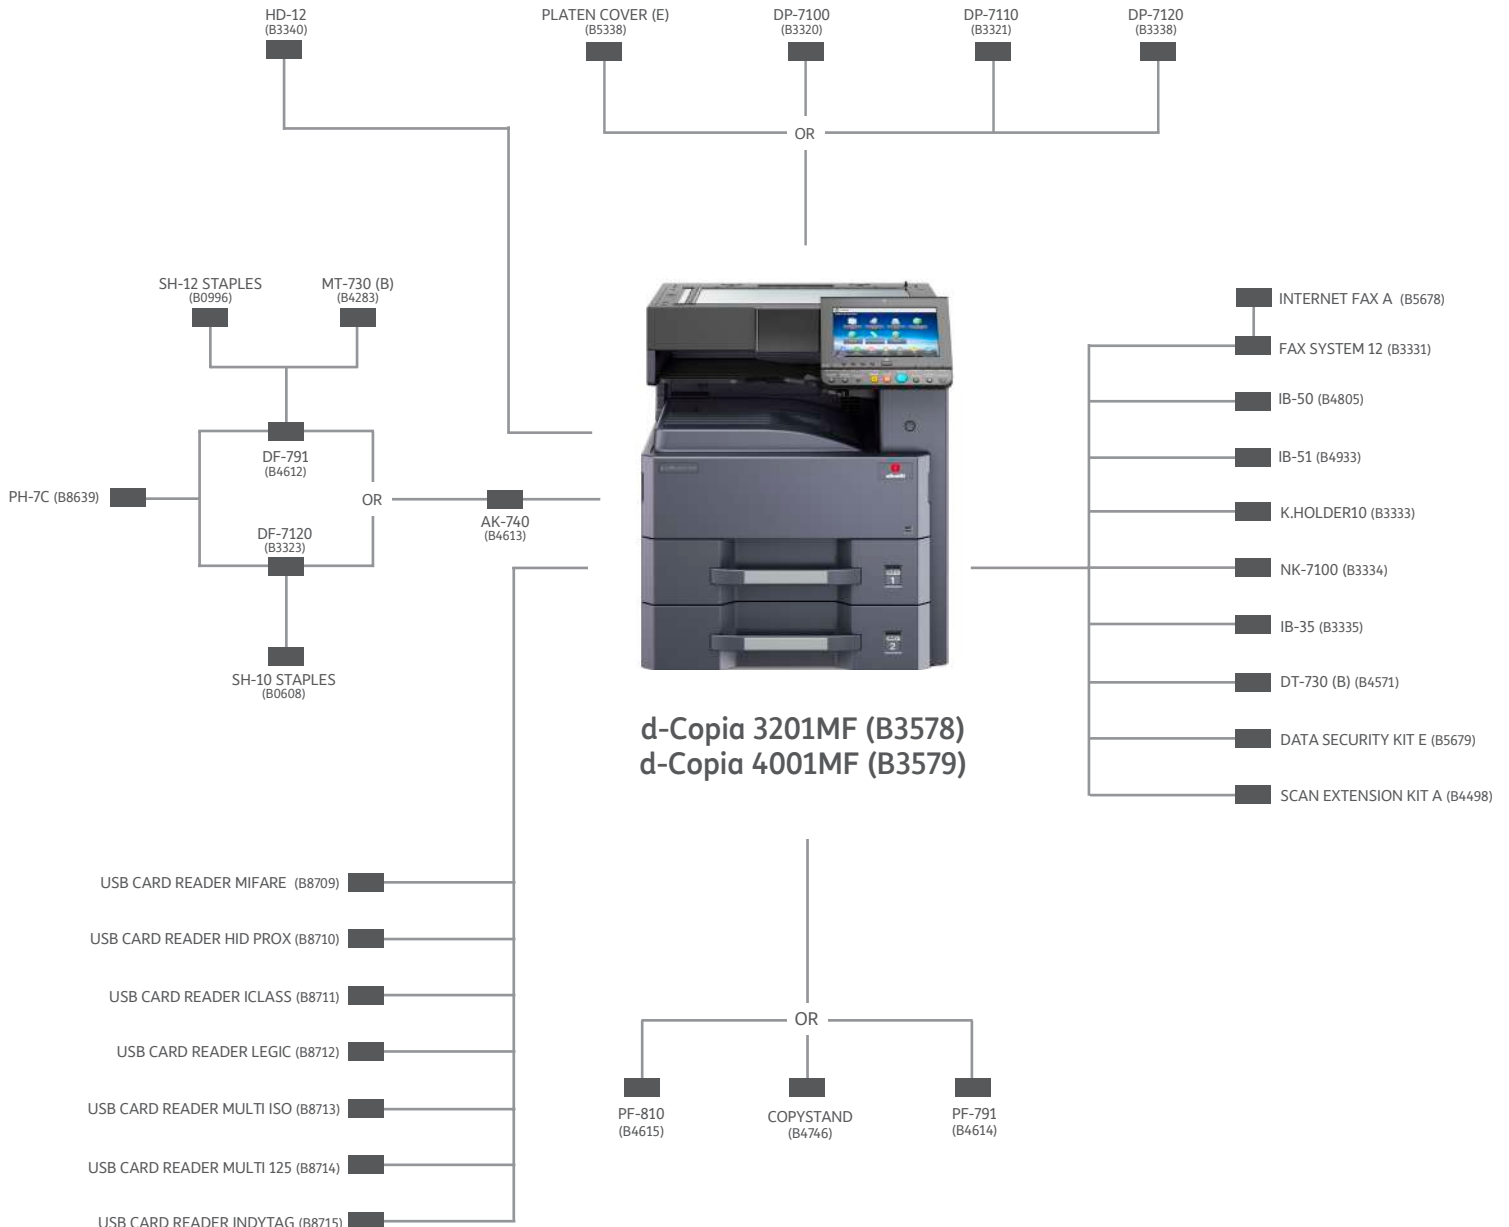 HD-12
(B3340)
PLATEN COVER (E)
(B5338)
DP-7100
(B3320)
DP-7110
(B3321)
DP-7120
(B3338)
OR
SH-12 STAPLES
(B0996)
MT-730 (B)
(B4283)
DF-791
(B4612)
PH-7C (B8639)
OR
DF-7120
(B3323)
AK-740
(B4613)
SH-10 STAPLES
(B0608)
1
2
INTERNET FAX A (B5678)
FAX SYSTEM 12 (B3331)
IB-50 (B4805)
IB-51 (B4933)
K.HOLDER10 (B3333)
NK-7100 (B3334)
IB-35 (B3335)
DT-730 (B) (B4571)
DATA SECURITY KIT E (B5679)
SCAN EXTENSION KIT A (B4498)
d-Copia 3201MF (B3578)
d-Copia 4001MF (B3579)
USB CARD READER MIFARE (B8709)
USB CARD READER HID PROX (B8710)
USB CARD READER ICLASS (B8711)
USB CARD READER LEGIC (B8712)
USB CARD READER MULTI ISO (B8713)
USB CARD READER MULTI 125 (B8714)
USB CARD READER INDYTAG (B8715)
OR
PF-810
(B4615)
COPYSTAND
(B4746)
PF-791
(B4614)